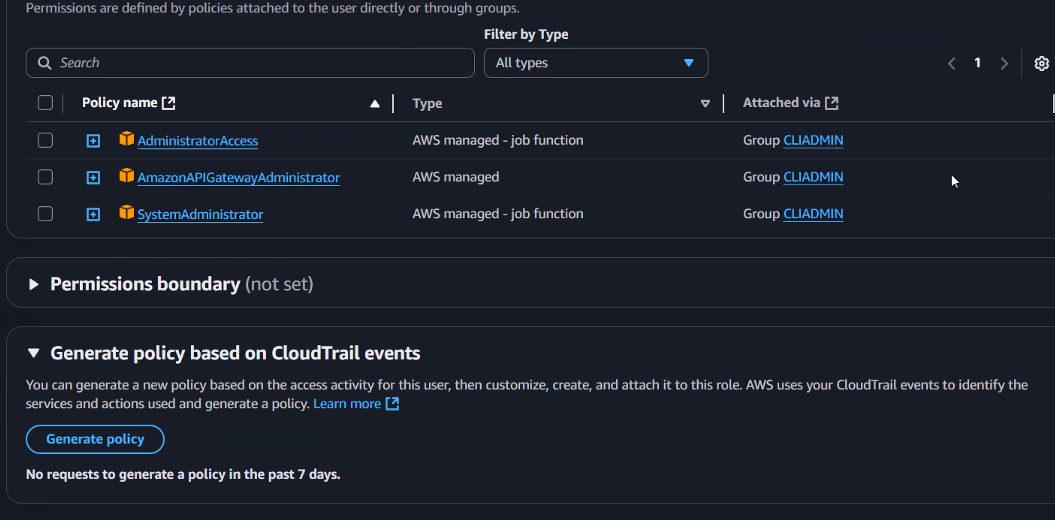 Permissions are defined by policies attached to the user directly or through groups.
Filter by Type
Search
All types
1
Policy name
Type
Attached via
AdministratorAccess
AWS managed - job function
Group CLIADMIN
AmazonAPIGatewayAdministrator
AWS managed
Group CLIADMIN
SystemAdministrator
AWS managed - job function
Group CLIADMIN
Permissions boundary (not set)
Generate policy based on CloudTrail events
You can generate a new policy based on the access activity for this user, then customize, create, and attach it to this role. AWS uses your CloudTrail events to identify the
services and actions used and generate a policy. Learn more
Generate policy
No requests to generate a policy in the past 7 days.